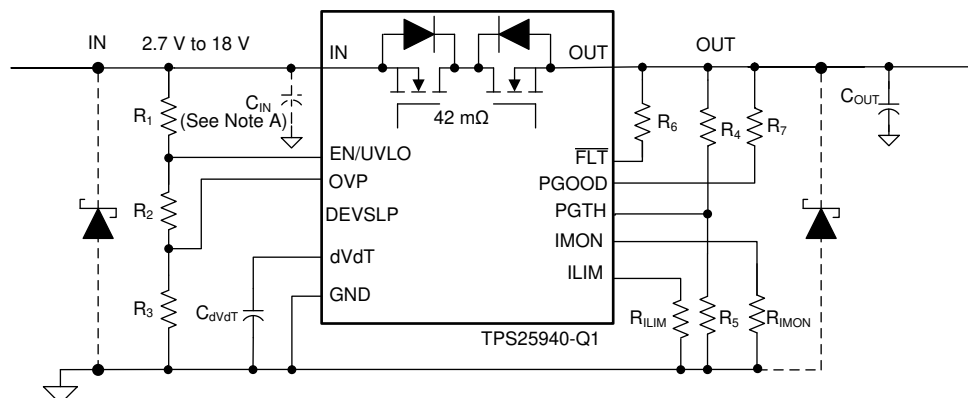 IN
2.7 V to 18 V
IN
OUT
OUT
42 mΩ
R1
CIN
(See Note A)
R6
R4
R7
COUT
EN/UVLO
FLT
OVP
PGOOD
R2
DEVSLP
PGTH
IMON
dVdT
ILIM
GND
R3
CdVdT
RILIM
R5
RIMON
TPS25940-Q1